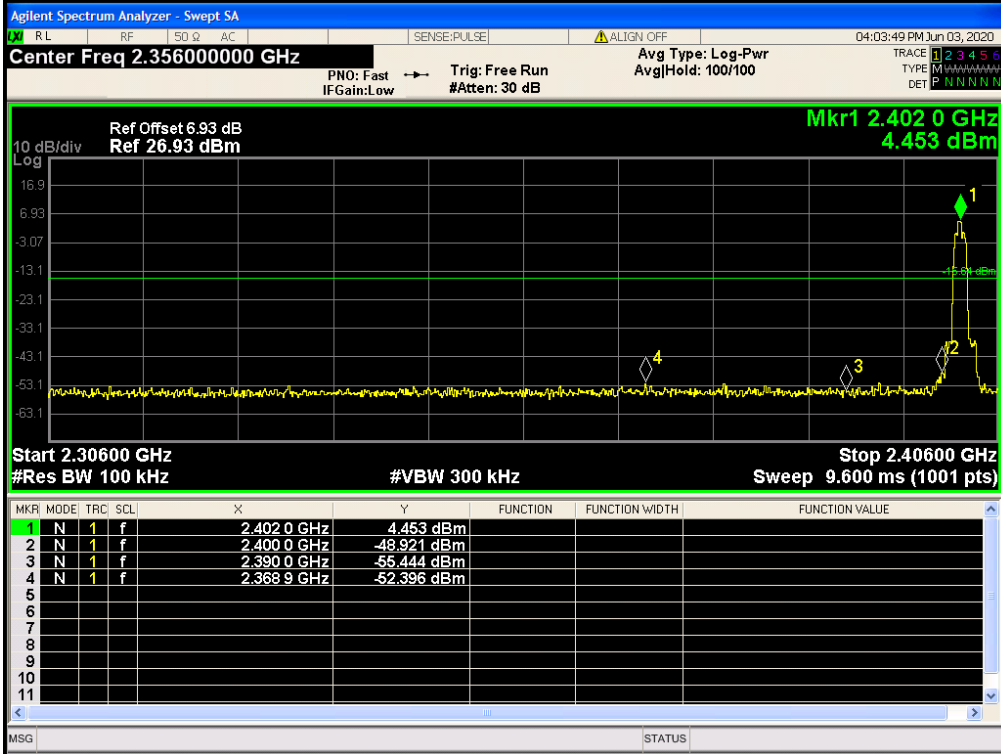 Agilent Spectrum Analyzer - Swept SA
LXI RL RF 50 Ω AC SENSE:PULSE ALIGN OFF 04:03:49 PM Jun 03, 2020
Center Freq 2.356000000 GHz
PNO: Fast
IFGain:Low
Trig: Free Run
#Atten: 30 dB
Avg Type: Log-Pwr
Avg|Hold: 100/100
TRACE 1 2 3 4 5 6
TYPE M
DET P N N N N N
Mkr1 2.402 0 GHz
4.453 dBm
Ref Offset 6.93 dB
10 dB/div Ref 26.93 dBm
Log
16.9
6.93
-3.07
-13.1
-23.1
-33.1
-43.1
-53.1
-63.1
1
-15.64 dBm
2
3
4
Start 2.30600 GHz Stop 2.40600 GHz
#Res BW 100 kHz #VBW 300 kHz Sweep 9.600 ms (1001 pts)
MKR MODE TRC SCL X Y FUNCTION FUNCTION WIDTH FUNCTION VALUE
1 N 1 f 2.402 0 GHz 4.453 dBm
2 N 1 f 2.400 0 GHz -48.921 dBm
3 N 1 f 2.390 0 GHz -55.444 dBm
4 N 1 f 2.368 9 GHz -52.396 dBm
5
6
7
8
9
10
11
MSG STATUS